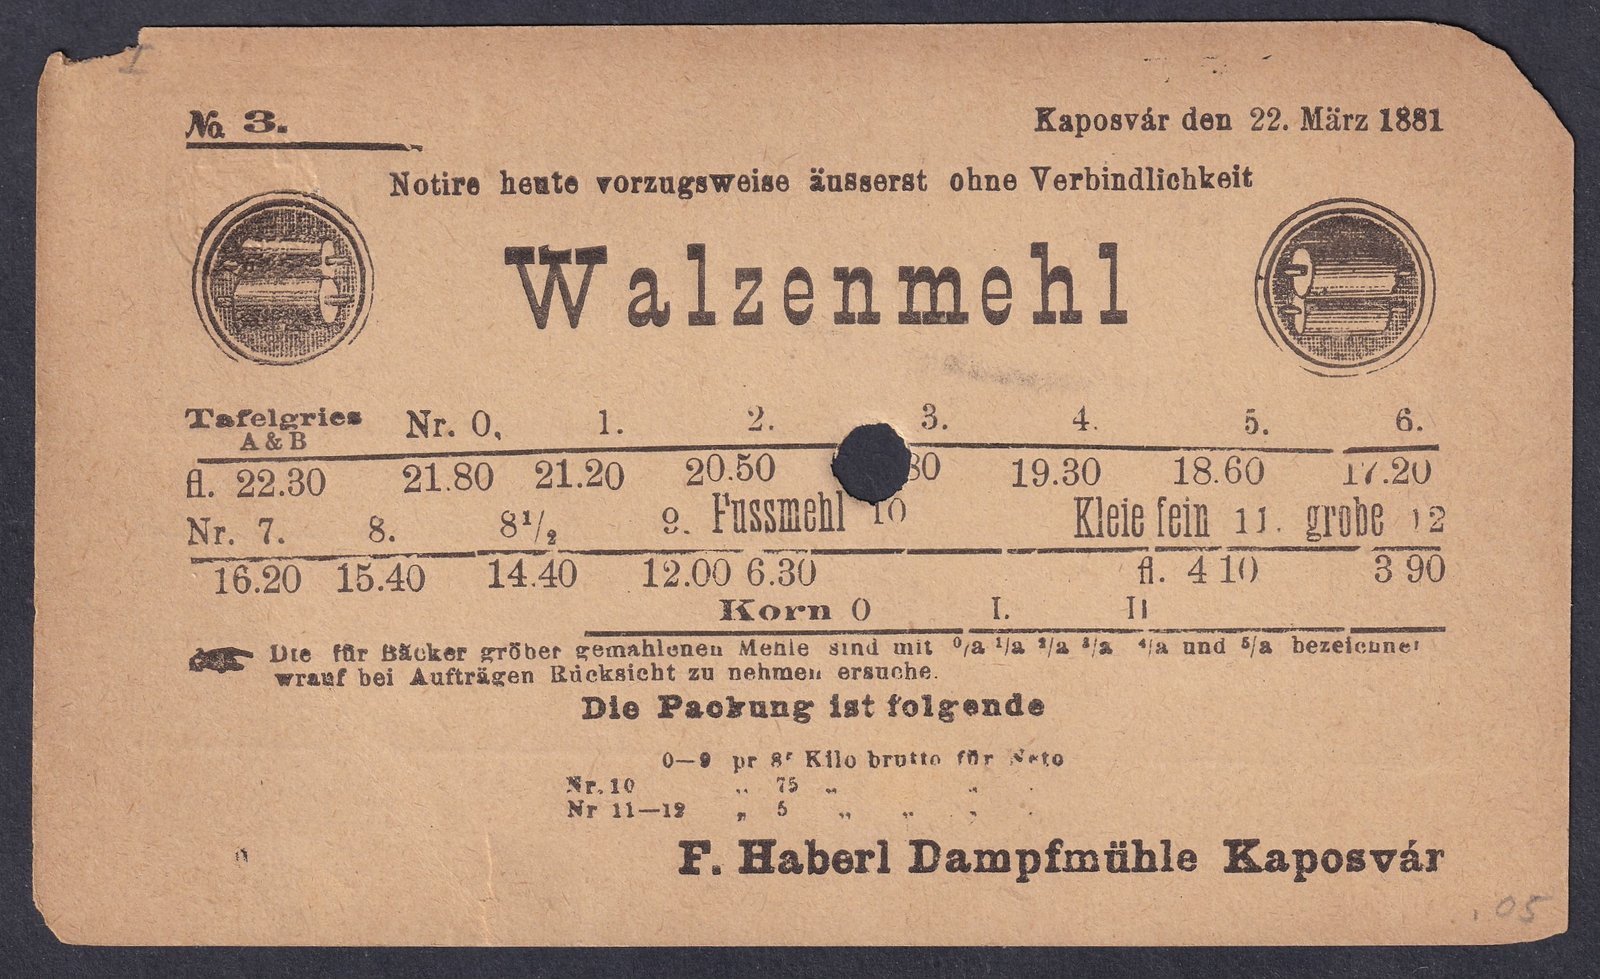 I
No 3.
Kaposvár den 22. März 1881
Notire heute vorzugsweise äusserst ohne Verbindlichkeit
Walzenmehl
Tafelgries Nr. 0, 1. 2. 3. 4. 5. 6.
A & B
fl. 22.30 21.80 21.20 20.50 80 19.30 18.60 17.20
Nr. 7. 8. 8½ 9. Fussmehl 10 Kleie fein 11. grobe 12
16.20 15.40 14.40 12.00 6.30 fl. 4 10 3 90
Korn 0 I. II
Die für Bäcker gröber gemahlenen Mehle sind mit ⁰/a ¹/a ²/a ³/a ⁴/a und ⁵/a bezeichnet
wrauf bei Aufträgen Rücksicht zu nehmen ersuche.
Die Packung ist folgende
0—9 pr Kilo brutto für Neto
Nr. 10 „ 75 „ „
Nr 11—12 „ 5 „ „ „
F. Haberl Dampfmühle Kaposvár
.05